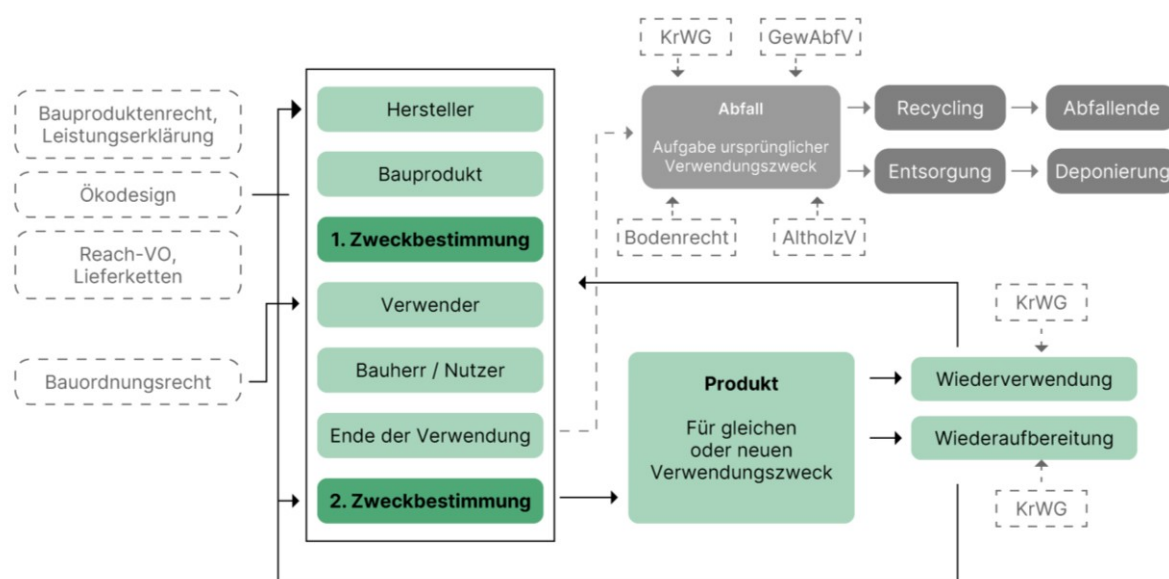 Bauproduktenrecht,
Leistungserklärung
Ökodesign
Reach-VO,
Lieferketten
Bauordnungsrecht
Hersteller
Bauprodukt
1. Zweckbestimmung
Verwender
Bauherr / Nutzer
Ende der Verwendung
2. Zweckbestimmung
KrWG
GewAbfV
Abfall
Aufgabe ursprünglicher
Verwendungszweck
Bodenrecht
AltholzV
Recycling
Abfallende
Entsorgung
Deponierung
Produkt
Für gleichen
oder neuen
Verwendungszweck
KrWG
Wiederverwendung
Wiederaufbereitung
KrWG